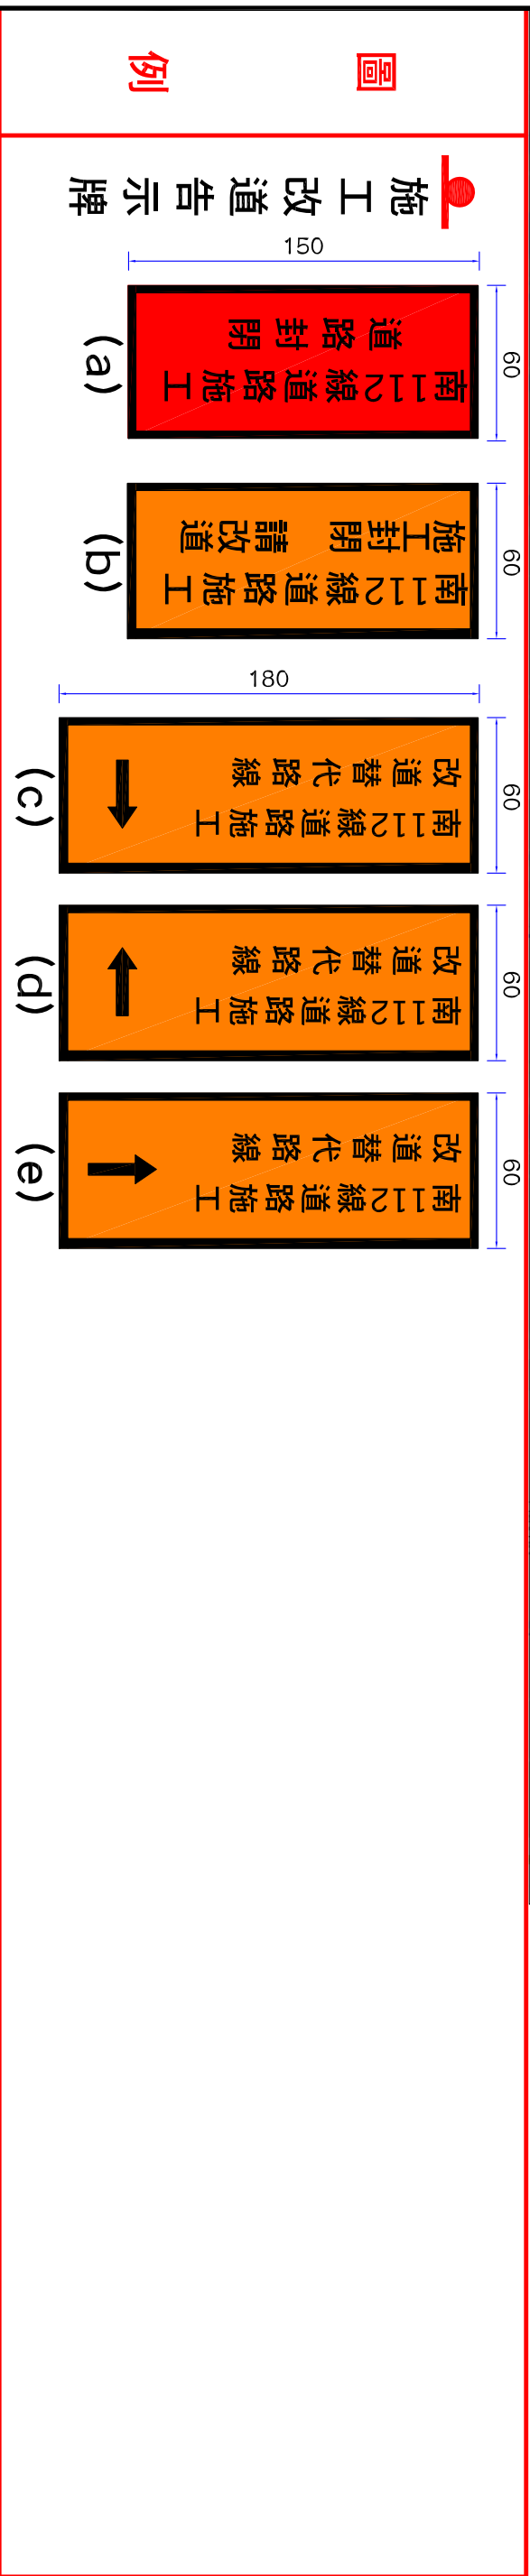 圖例
施工改道告示牌
150
60
南112線道路施工
道路封閉
(a)
60
南112線道路施工
施工封閉 請改道
(b)
180
60
南112線道路施工
改道替代路線
(c)
60
南112線道路施工
改道替代路線
(d)
60
南112線道路施工
改道替代路線
(e)